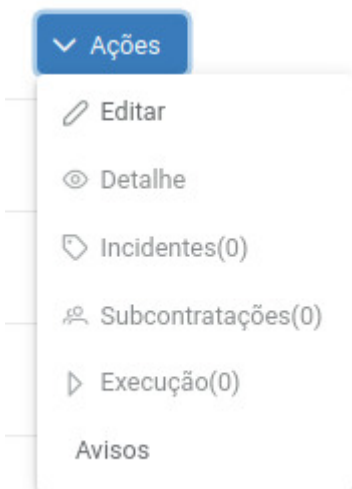 Ações
Editar
Detalhe
Incidentes(0)
Subcontratações(0)
Execução(0)
Avisos